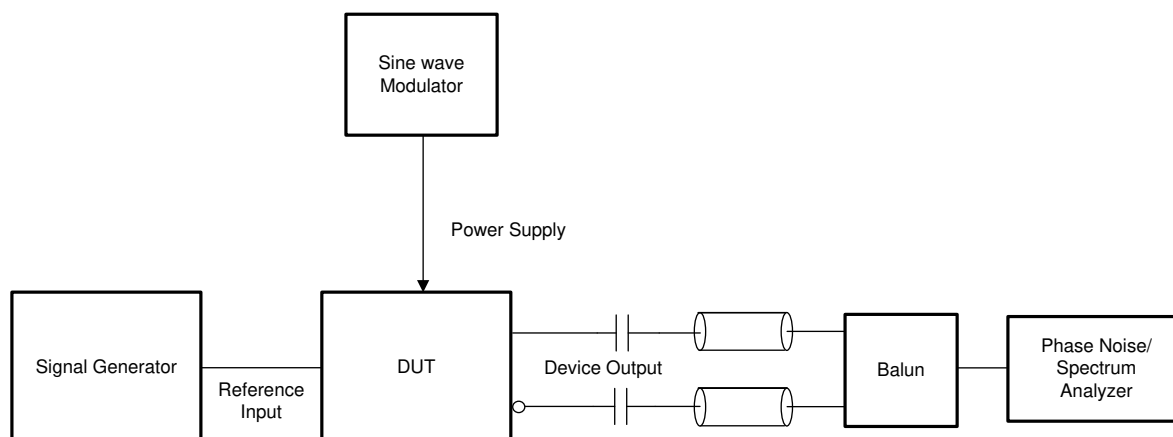 Sine wave
Modulator
Power Supply
Signal Generator
Reference
Input
DUT
Device Output
Balun
Phase Noise/
Spectrum
Analyzer